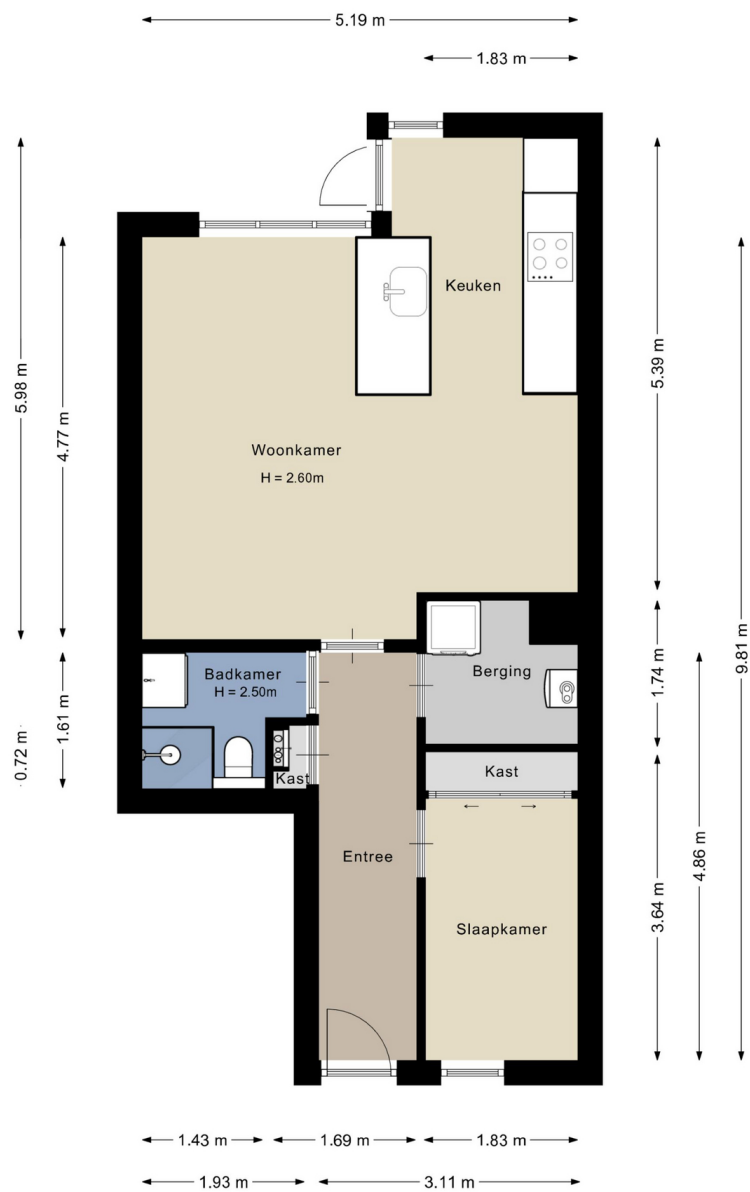 5.19 m
1.83 m
Keuken
5.98 m
4.77 m
5.39 m
Woonkamer
H = 2.60m
9.81 m
Badkamer
H = 2.50m
Berging
1.74 m
1.61 m
0.72 m
Kast
Kast
Entree
4.86 m
3.64 m
Slaapkamer
1.43 m
1.69 m
1.83 m
1.93 m
3.11 m